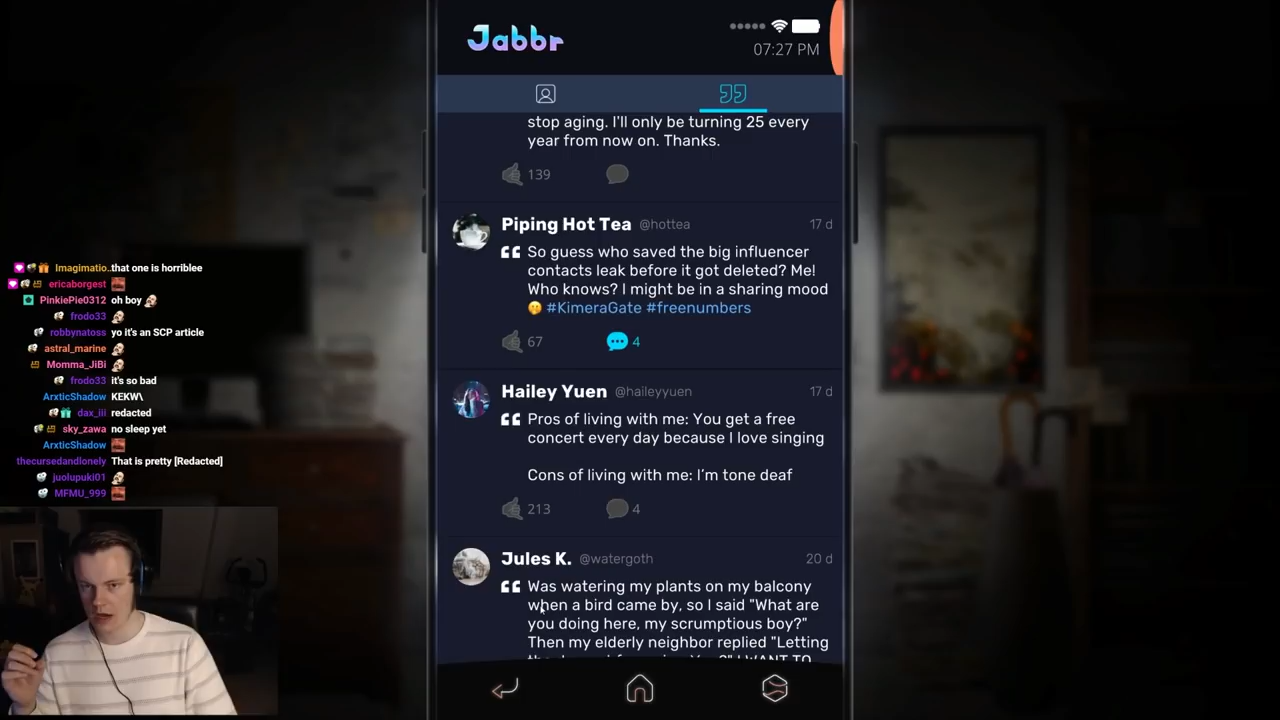 Jabbr
07:27 PM
stop aging. I'll only be turning 25 every
year from now on. Thanks.
139
Piping Hot Tea @hottea 17 d
So guess who saved the big influencer
contacts leak before it got deleted? Me!
Who knows? I might be in a sharing mood
#KimeraGate #freenumbers
67 4
Hailey Yuen @haileyyuen 17 d
Pros of living with me: You get a free
concert every day because I love singing
Cons of living with me: I'm tone deaf
213 4
Jules K. @watergoth 20 d
Was watering my plants on my balcony
when a bird came by, so I said "What are
you doing here, my scrumptious boy?"
Then my elderly neighbor replied "Letting
Imaginatio.. that one is horriblee
ericaborgest
PinkiePie0312 oh boy
frodo33
robbynatoss yo it's an SCP article
astral_marine
Momma_JiBi
frodo33 it's so bad
ArxticShadow KEKW\
dax_iii redacted
sky_zawa no sleep yet
ArxticShadow
thecursedandlonely That is pretty [Redacted]
juolupuki01
MFMU_999